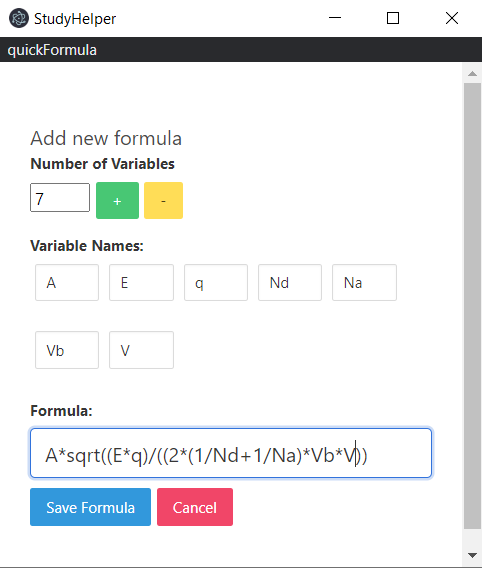 StudyHelper
quickFormula
Add new formula
Number of Variables
7 + -
Variable Names:
A E q Nd Na
Vb V
Formula:
A*sqrt((E*q)/((2*(1/Nd+1/Na)*Vb*V))
Save Formula Cancel